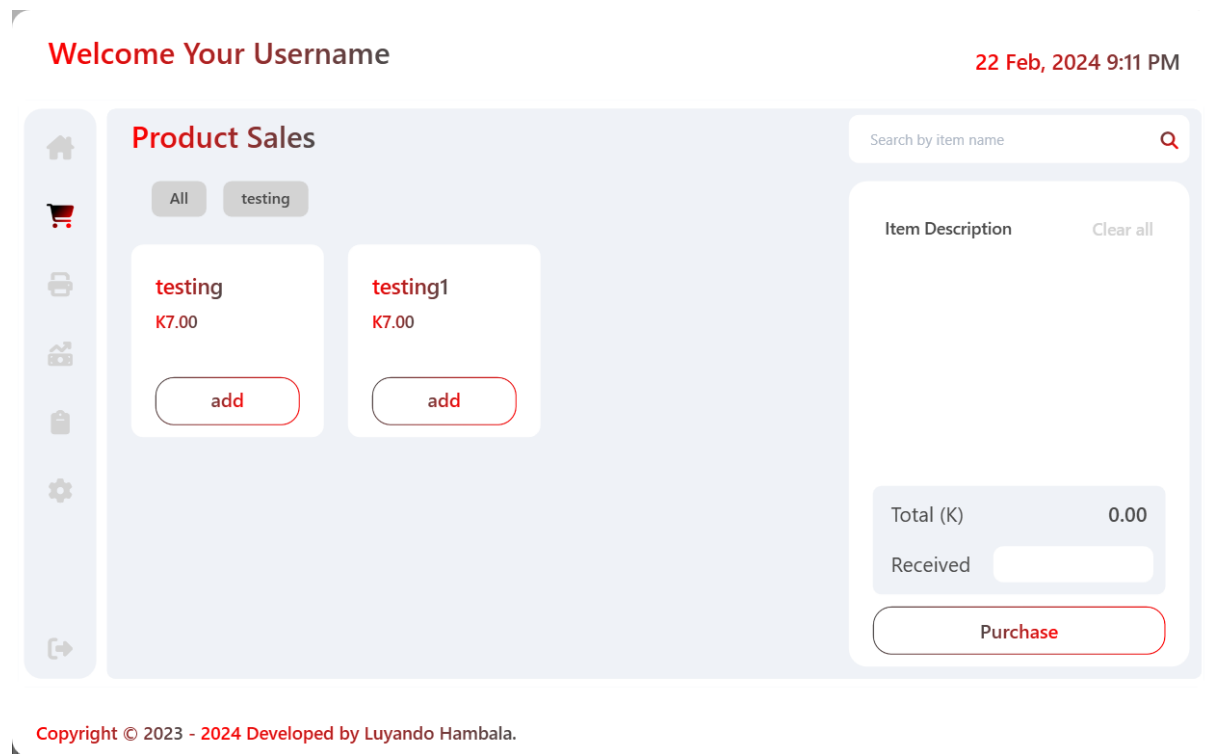 Welcome Your Username
22 Feb, 2024 9:11 PM
Product Sales
Search by item name
All
testing
Item Description
Clear all
testing
K7.00
add
testing1
K7.00
add
Total (K)
0.00
Received
Purchase
Copyright © 2023 - 2024 Developed by Luyando Hambala.